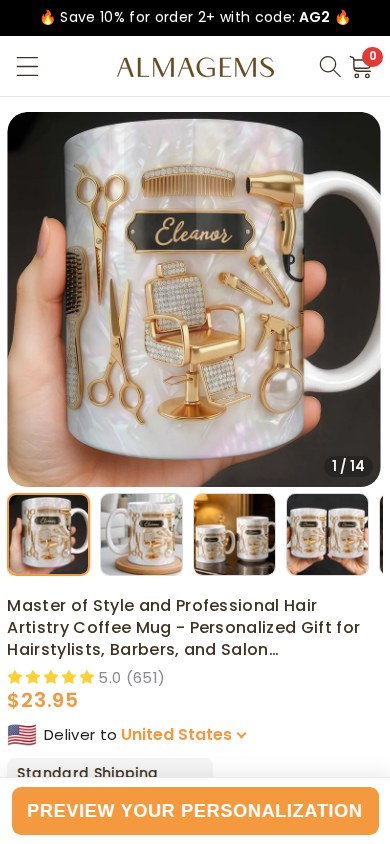 🔥 Save 10% for order 2+ with code: AG2 🔥
ALMAGEMS
0
Eleanor
1 / 14
Master of Style and Professional Hair
Artistry Coffee Mug - Personalized Gift for
Hairstylists, Barbers, and Salon...
5.0 (651)
$23.95
Deliver to United States
Standard Shipping
PREVIEW YOUR PERSONALIZATION